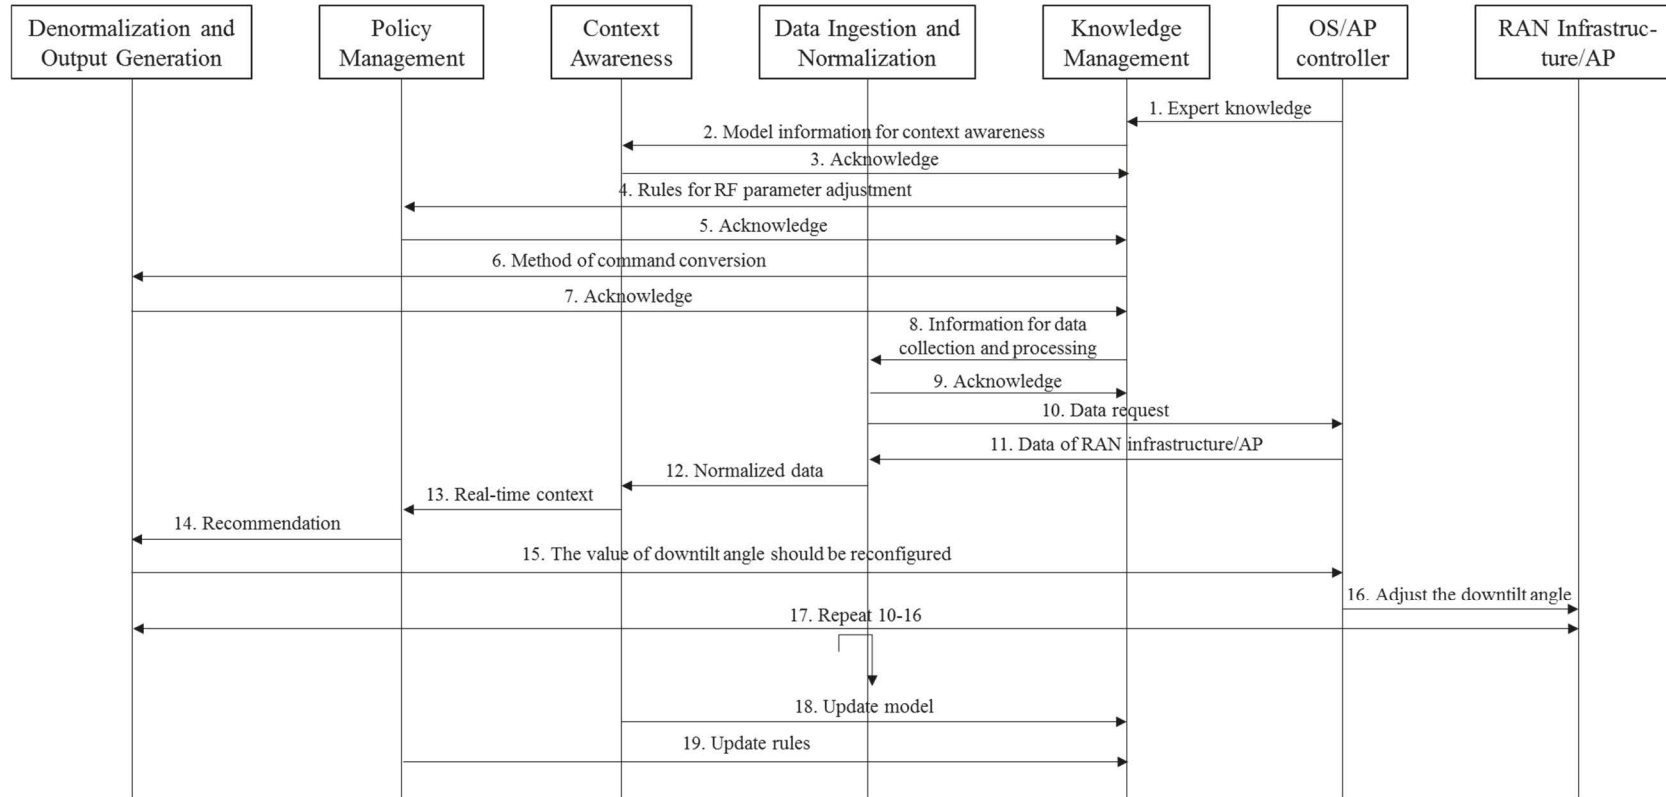 Denormalization and
Output Generation
Policy
Management
Context
Awareness
Data Ingestion and
Normalization
Knowledge
Management
OS/AP
controller
RAN Infrastruc-
ture/AP
1. Expert knowledge
2. Model information for context awareness
3. Acknowledge
4. Rules for RF parameter adjustment
5. Acknowledge
6. Method of command conversion
7. Acknowledge
8. Information for data
collection and processing
9. Acknowledge
10. Data request
11. Data of RAN infrastructure/AP
12. Normalized data
13. Real-time context
14. Recommendation
15. The value of downtilt angle should be reconfigured
16. Adjust the downtilt angle
17. Repeat 10-16
18. Update model
19. Update rules